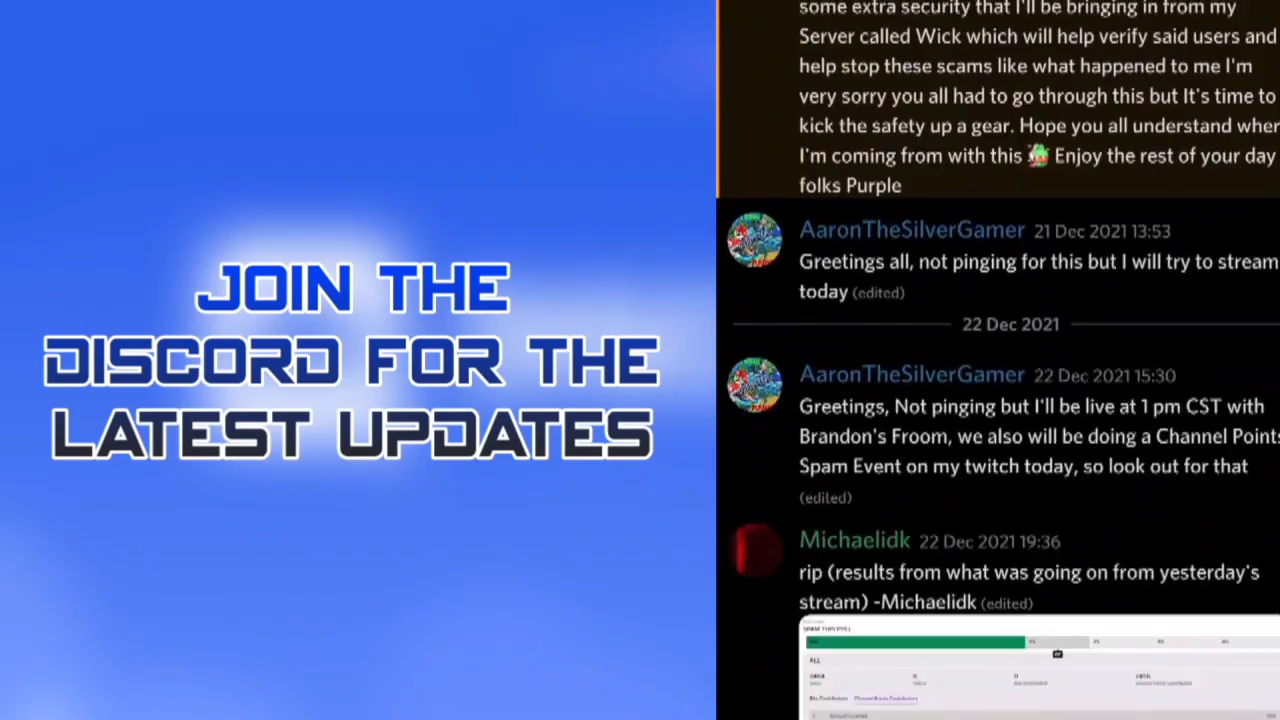 JOIN THE
DISCORD FOR THE
LATEST UPDATES
some extra security that I'll be bringing in from my
Server called Wick which will help verify said users and
help stop these scams like what happened to me I'm
very sorry you all had to go through this but It's time to
kick the safety up a gear. Hope you all understand wher
I'm coming from with this Enjoy the rest of your day
folks Purple
AaronTheSilverGamer 21 Dec 2021 13:53
Greetings all, not pinging for this but I will try to stream
today (edited)
22 Dec 2021
AaronTheSilverGamer 22 Dec 2021 15:30
Greetings, Not pinging but I'll be live at 1 pm CST with
Brandon's Froom, we also will be doing a Channel Points
Spam Event on my twitch today, so look out for that
(edited)
Michaelidk 22 Dec 2021 19:36
rip (results from what was going on from yesterday's
stream) -Michaelidk (edited)
SPAM THIS POLL
ALL